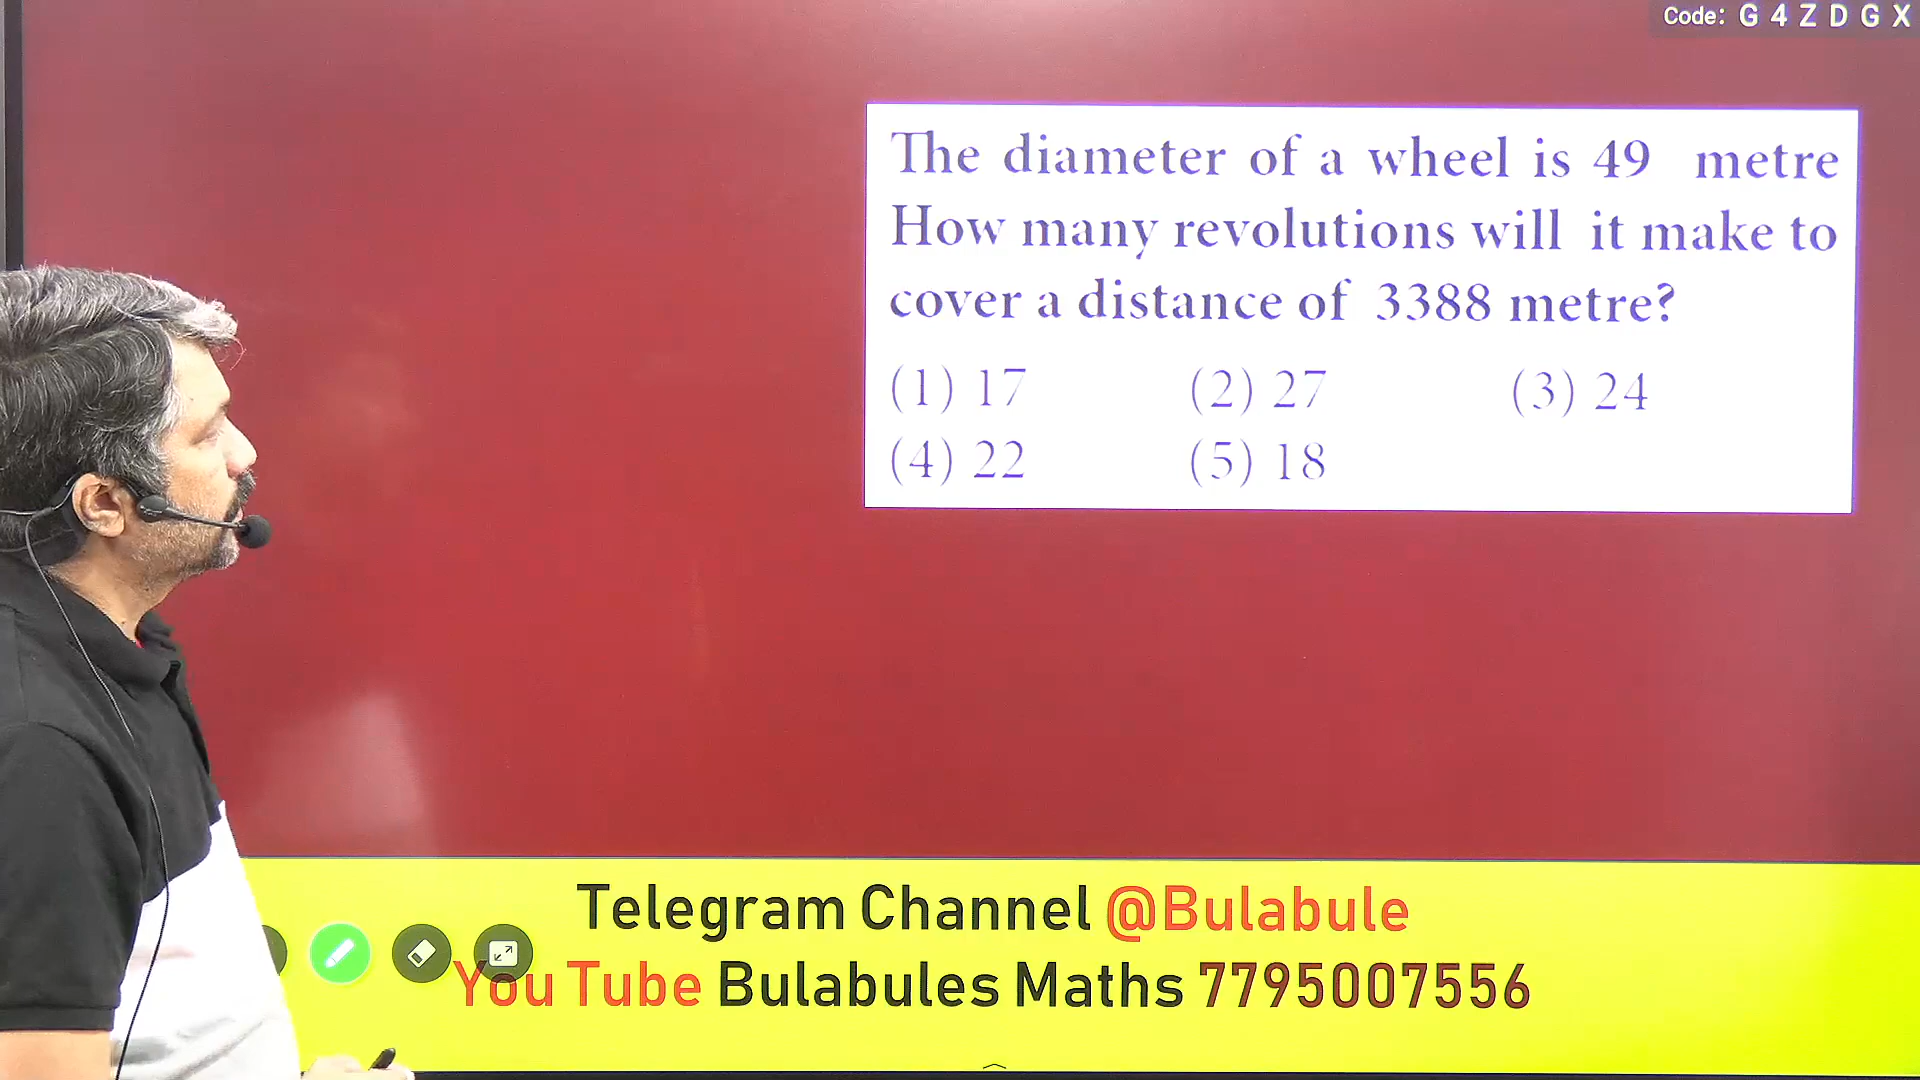 Code: G 4 Z D G X
The diameter of a wheel is 49 metre
How many revolutions will it make to
cover a distance of 3388 metre?
(1) 17 (2) 27 (3) 24
(4) 22 (5) 18
Telegram Channel @Bulabule
You Tube Bulabules Maths 7795007556